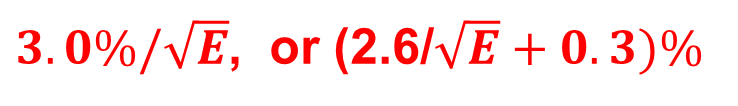 3.0%/√E, or (2.6/√E + 0.3)%